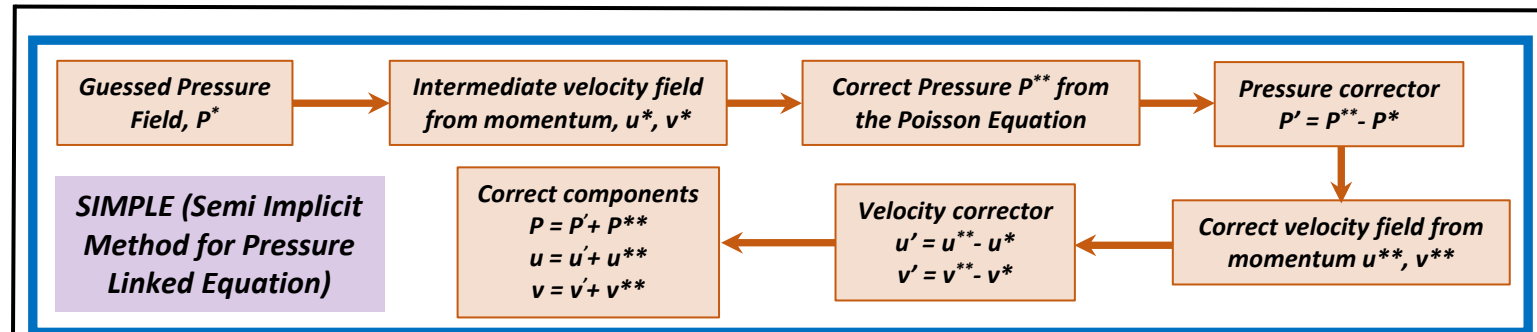 Guessed Pressure
Field, P*
Intermediate velocity field
from momentum, u*, v*
Correct Pressure P** from
the Poisson Equation
Pressure corrector
P' = P**- P*
Correct velocity field from
momentum u**, v**
Velocity corrector
u' = u**- u*
v' = v**- v*
Correct components
P = P'+ P**
u = u'+ u**
v = v'+ v**
SIMPLE (Semi Implicit
Method for Pressure
Linked Equation)